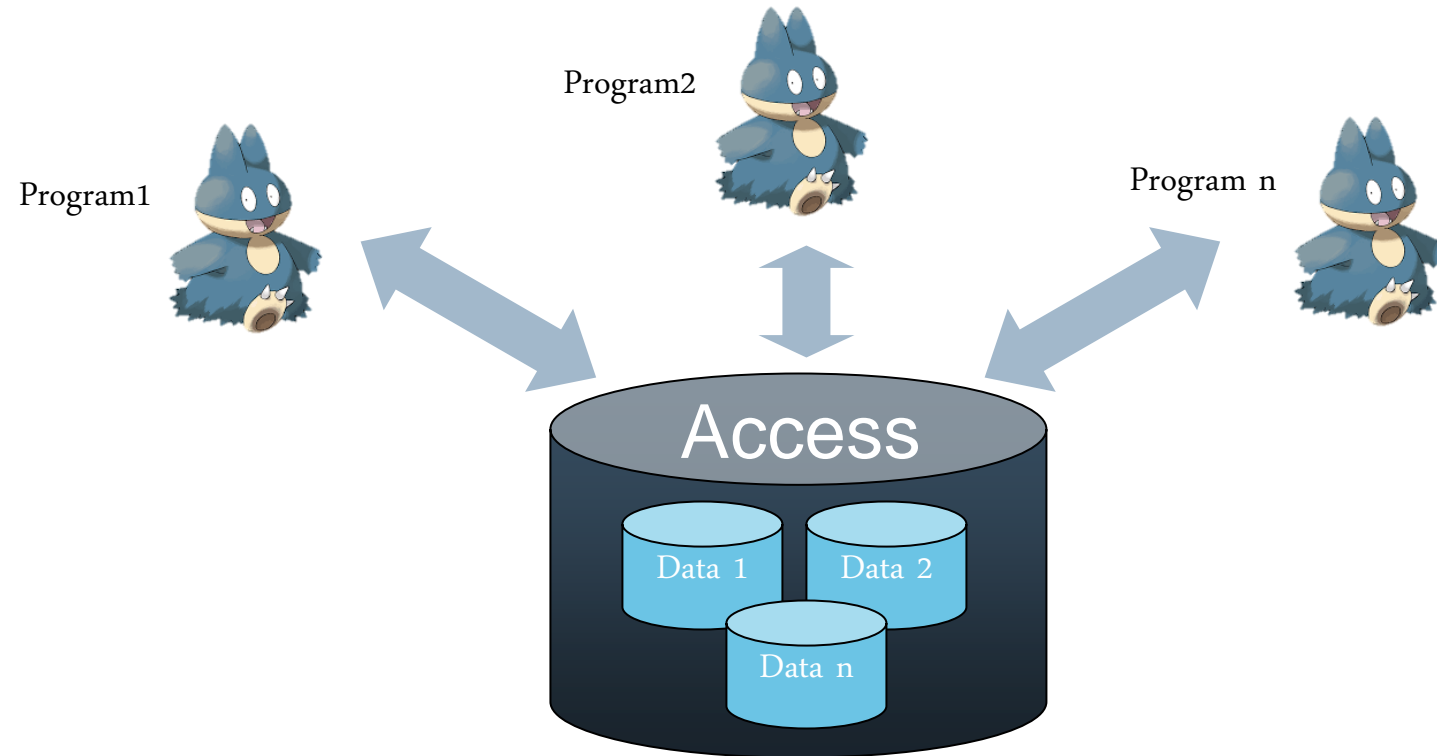 Program1
Program2
Program n
Access
Data 1
Data 2
Data n